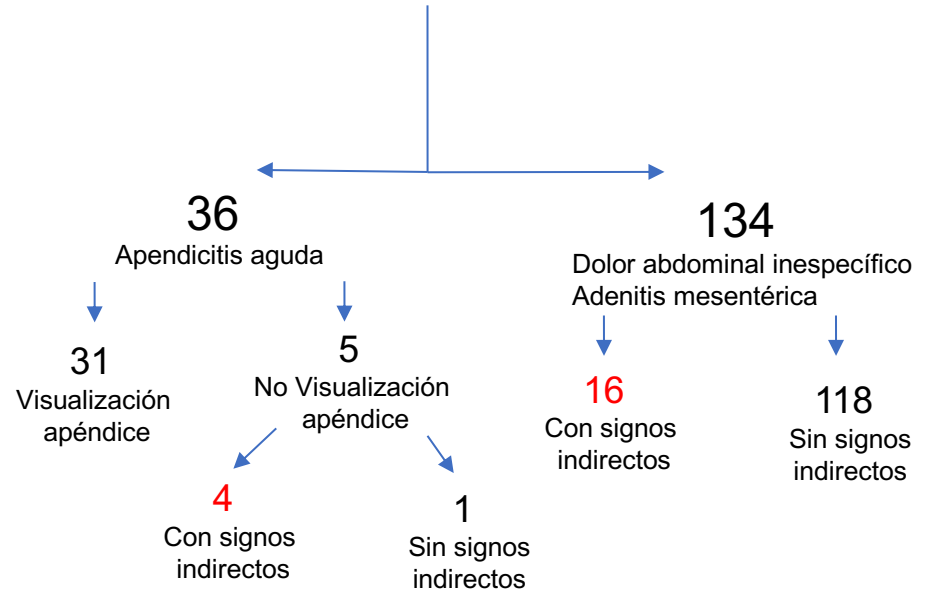 36
Apendicitis aguda
134
Dolor abdominal inespecífico
Adenitis mesentérica
31
Visualización
apéndice
5
No Visualización
apéndice
16
Con signos
indirectos
118
Sin signos
indirectos
4
Con signos
indirectos
1
Sin signos
indirectos